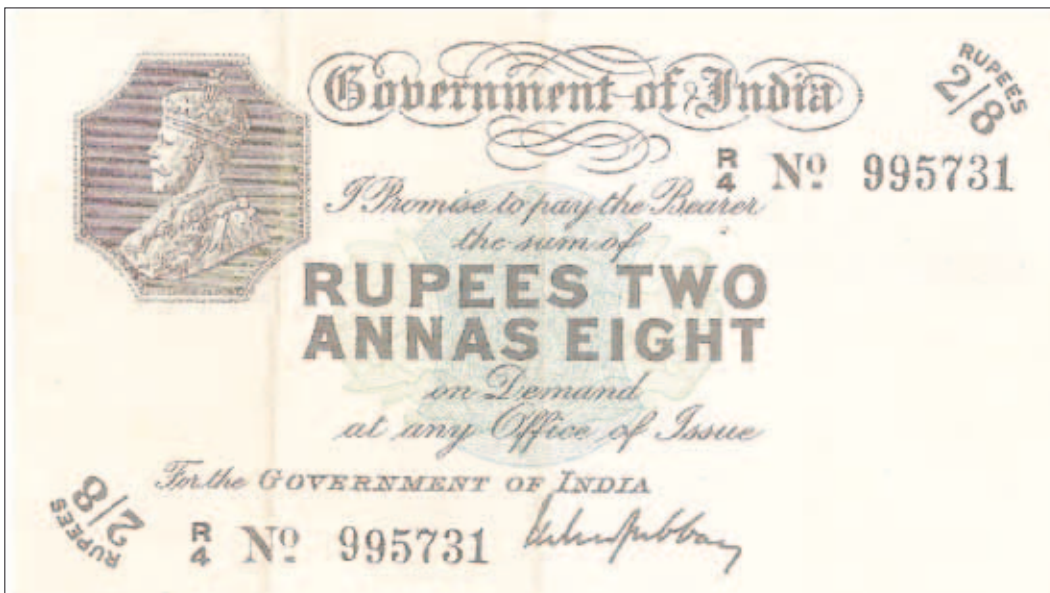 Government of India
RUPEES
2/8
R/4 Nº 995731
I Promise to pay the Bearer
the sum of
RUPEES TWO
ANNAS EIGHT
on Demand
at any Office of Issue
For the GOVERNMENT OF INDIA
RUPEES
2/8
R/4 Nº 995731